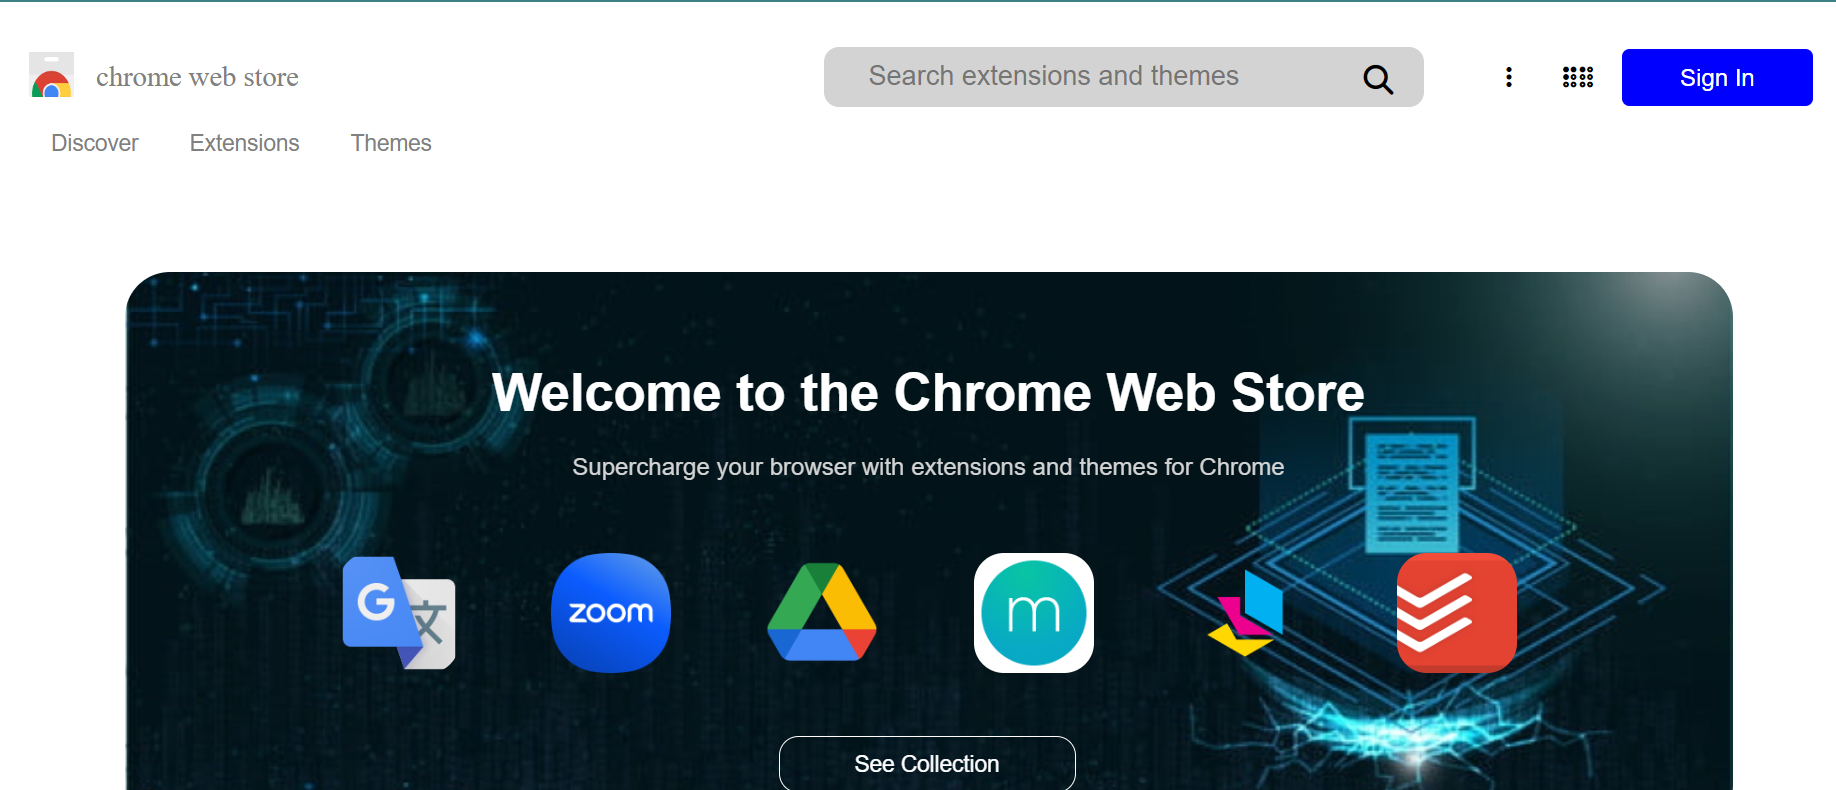 chrome web store
Search extensions and themes
Sign In
Discover Extensions Themes
Welcome to the Chrome Web Store
Supercharge your browser with extensions and themes for Chrome
G 文
zoom
m
See Collection